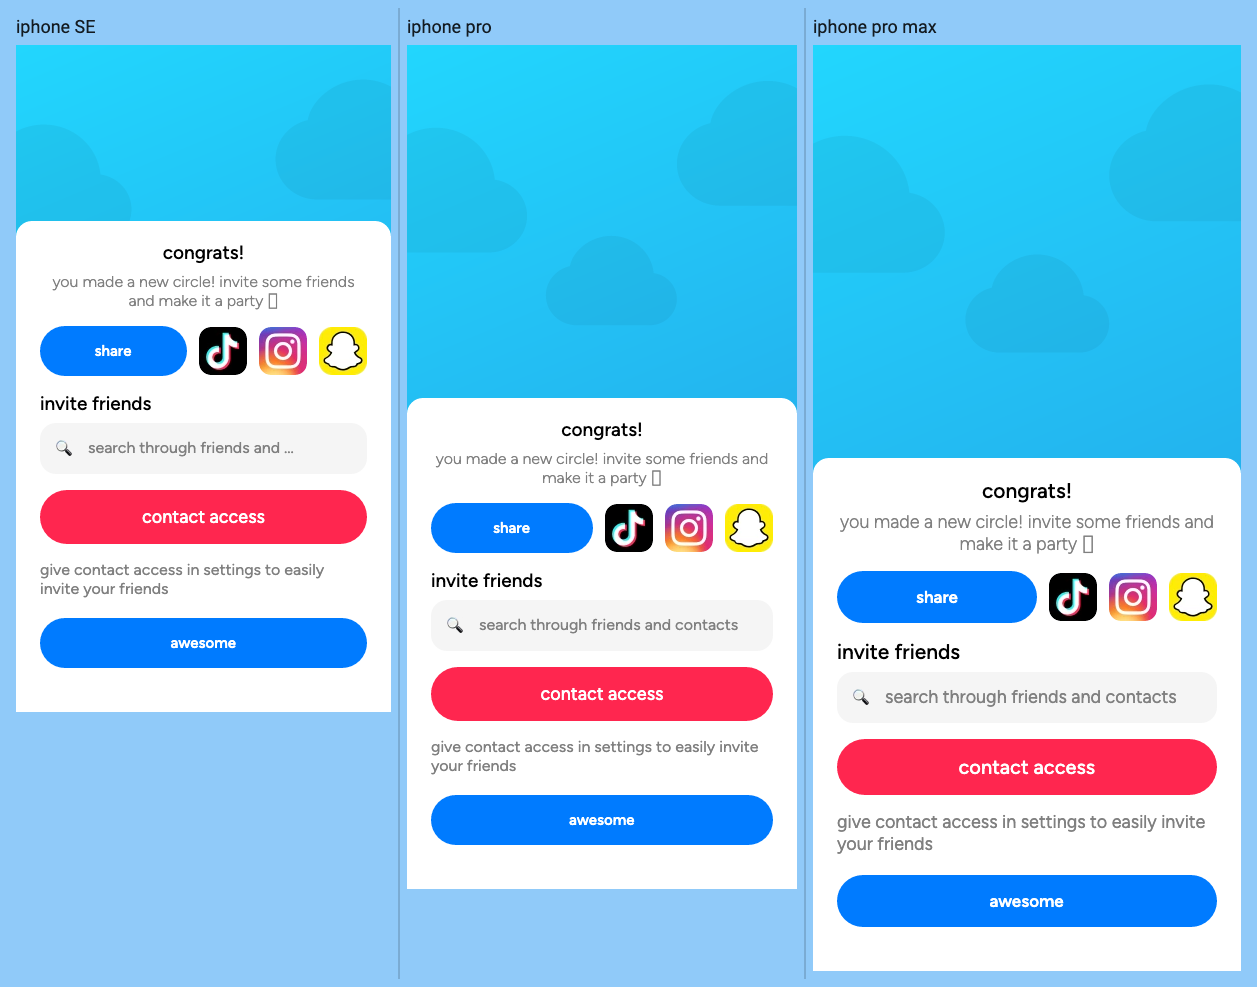 iphone SE
congrats!
you made a new circle! invite some friends
and make it a party
share
invite friends
search through friends and ...
contact access
give contact access in settings to easily
invite your friends
awesome
iphone pro
congrats!
you made a new circle! invite some friends and
make it a party
share
invite friends
search through friends and contacts
contact access
give contact access in settings to easily invite
your friends
awesome
iphone pro max
congrats!
you made a new circle! invite some friends and
make it a party
share
invite friends
search through friends and contacts
contact access
give contact access in settings to easily invite
your friends
awesome